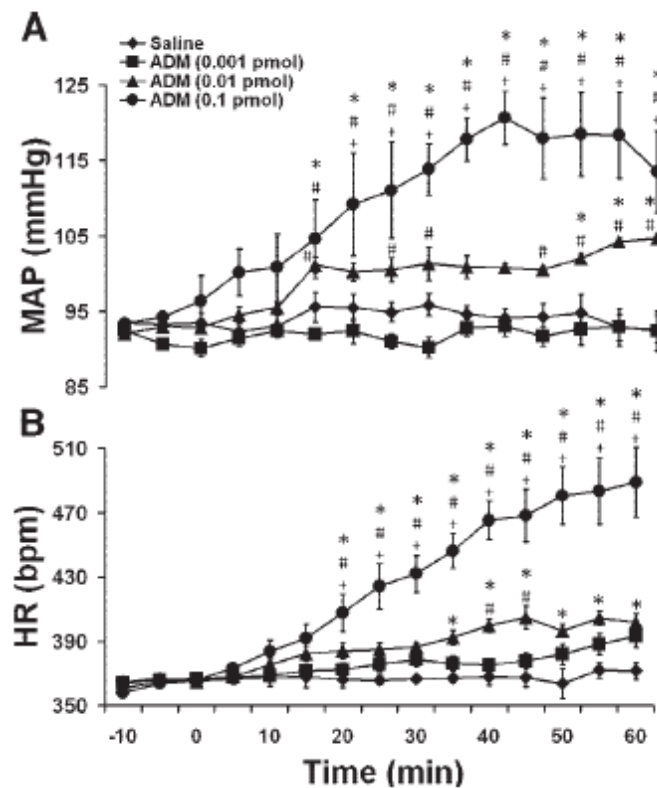 A
Saline
ADM (0.001 pmol)
ADM (0.01 pmol)
ADM (0.1 pmol)
* * * * * * * * * *
# # # # # # # # # #
+ + + + + + + + +
125
115
105
95
85
MAP (mmHg)
# # # # * * *
# # #
B
* * * * * * * * *
# # # # # # # # #
+ + + + + + + + +
510
470
430
390
350
HR (bpm)
* * * * * *
# #
-10 0 10 20 30 40 50 60
Time (min)